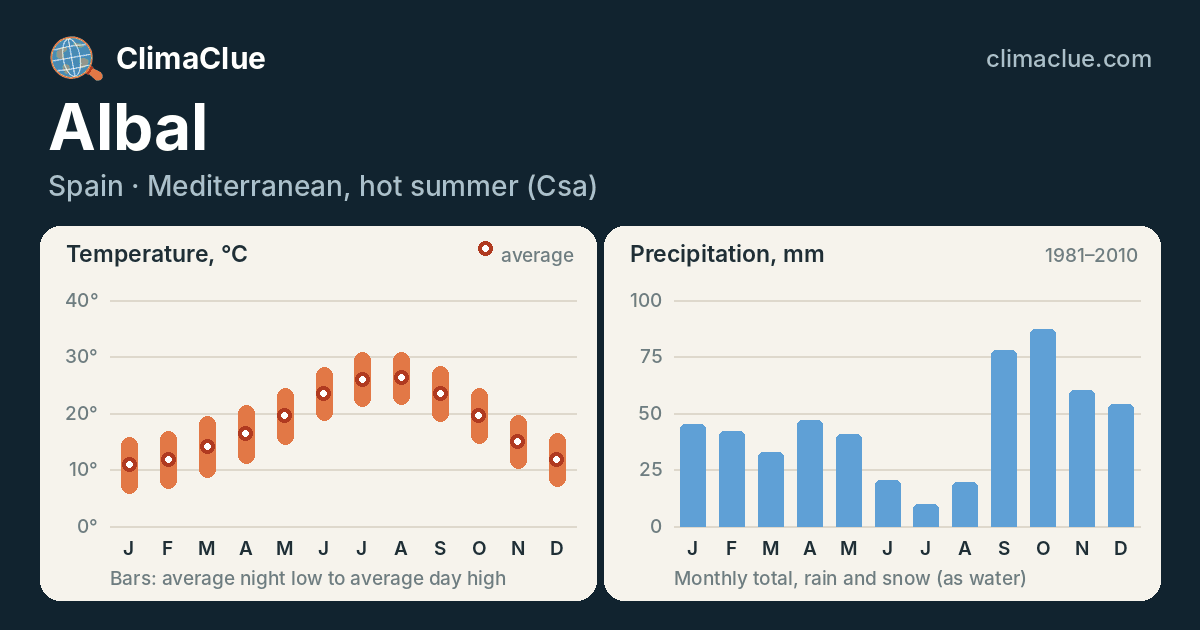 ClimaClue
climaclue.com
Albal
Spain · Mediterranean, hot summer (Csa)
Temperature, °C
average
40°
30°
20°
10°
0°
J F M A M J J A S O N D
Bars: average night low to average day high
Precipitation, mm
1981–2010
100
75
50
25
0
J F M A M J J A S O N D
Monthly total, rain and snow (as water)